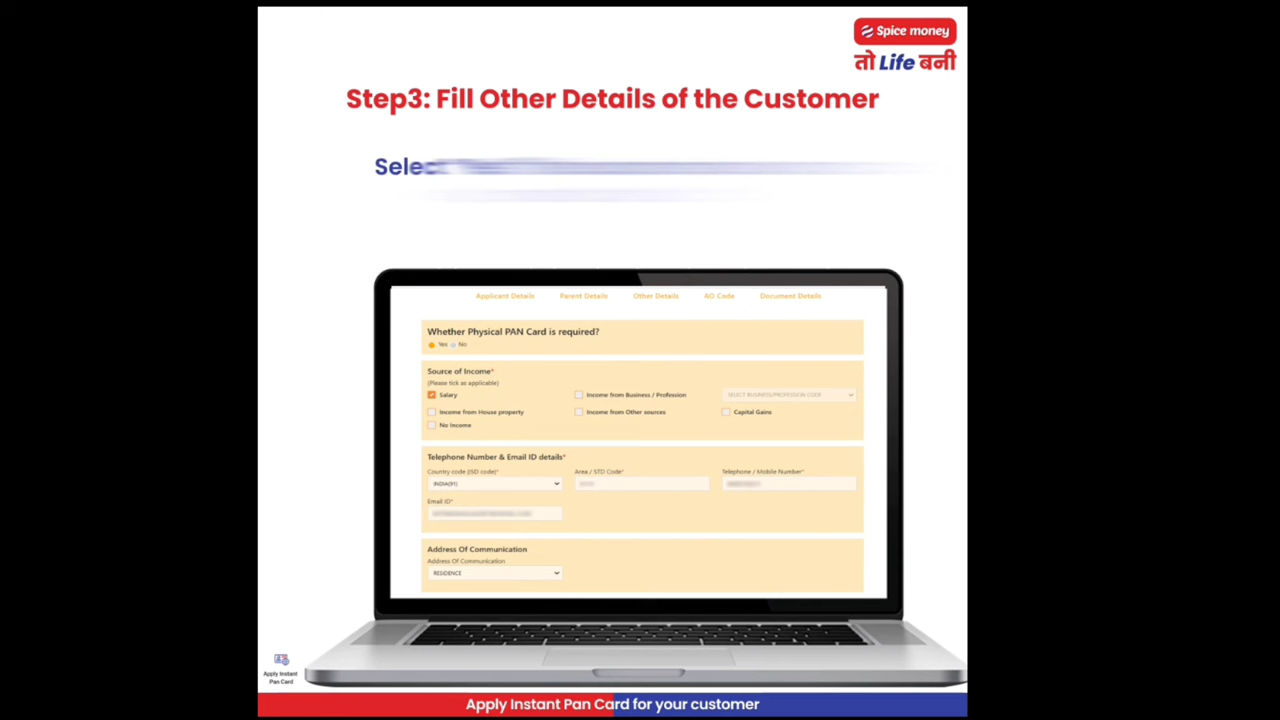 Spice money
तो Life बनी
Step3: Fill Other Details of the Customer
Applicant Details Parent Details Other Details AO Code Document Details
Whether Physical PAN Card is required?
Yes No
Source of Income*
(Please tick as applicable)
Salary Income from Business / Profession SELECT BUSINESS/PROFESSION CODE
Income from House property Income from Other sources Capital Gains
No Income
Telephone Number & Email ID details*
Country code (ISD code)* Area / STD Code* Telephone / Mobile Number*
INDIA(91)
Email ID*
Address Of Communication
Address Of Communication
RESIDENCE
Apply Instant
Pan Card
Apply Instant Pan Card for your customer